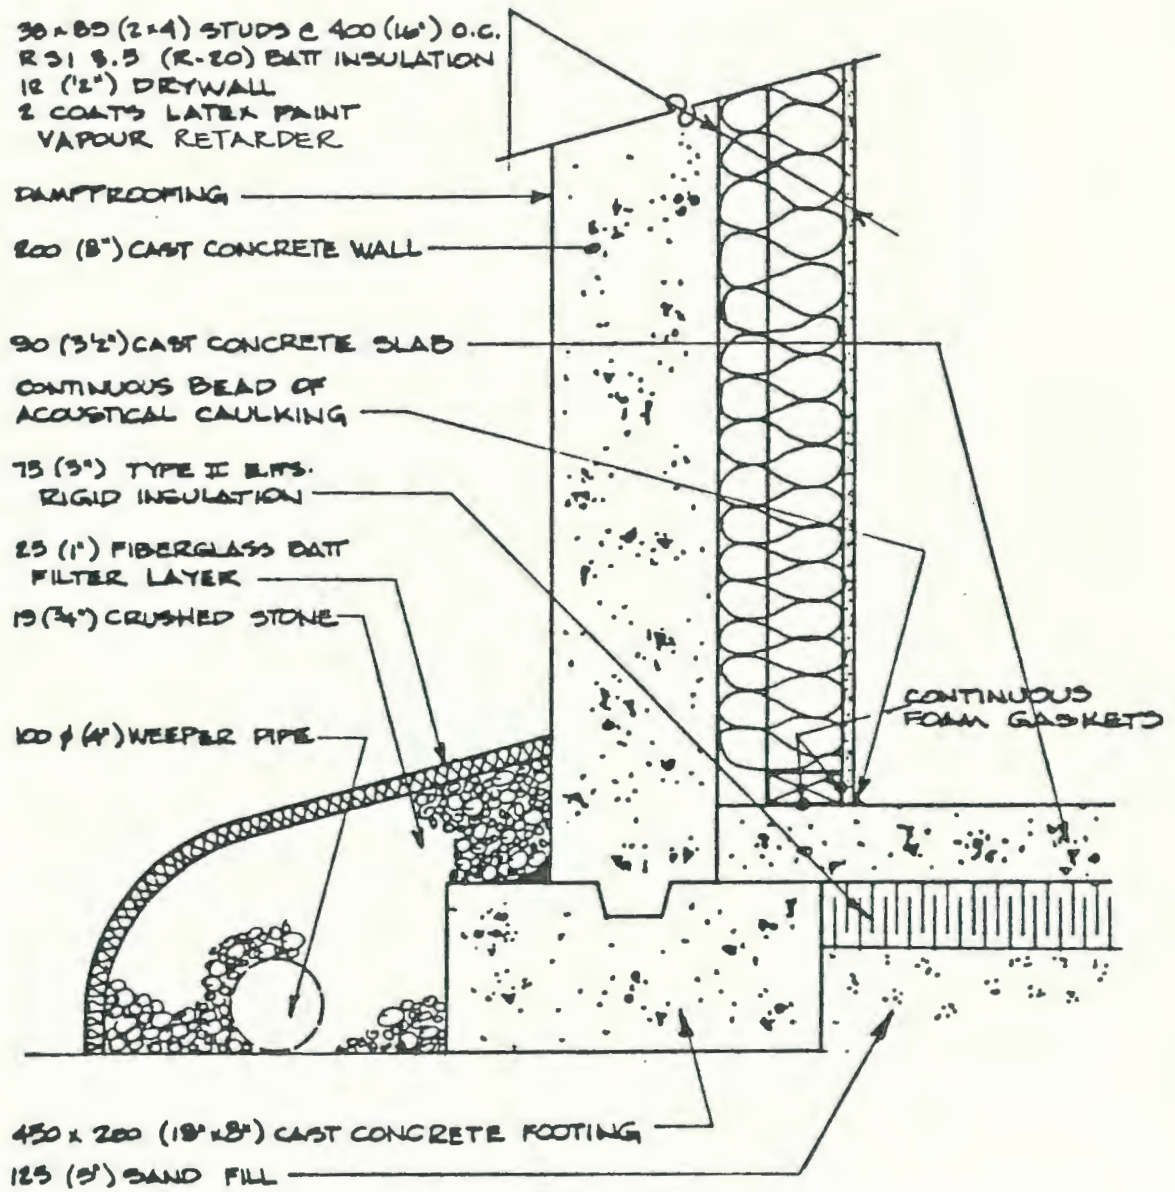 38 x 89 (2x4) STUDS @ 400 (16") O.C.
RSI 3.5 (R-20) BATT INSULATION
12 (½") DRYWALL
2 COATS LATEX PAINT
VAPOUR RETARDER
DAMPPROOFING
200 (8") CAST CONCRETE WALL
90 (3½") CAST CONCRETE SLAB
CONTINUOUS BEAD OF
ACOUSTICAL CAULKING
75 (3") TYPE II E.P.S.
RIGID INSULATION
25 (1") FIBERGLASS BATT
FILTER LAYER
19 (¾") CRUSHED STONE
CONTINUOUS
FOAM GASKETS
100 ϕ (4") WEEPER PIPE
450 x 200 (18" x 8") CAST CONCRETE FOOTING
125 (5") SAND FILL